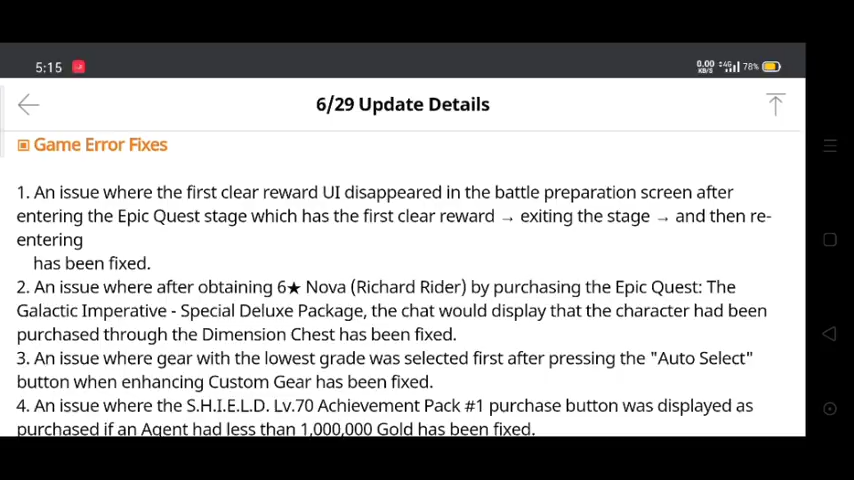 5:15
0.00 KB/S 4G 78%
6/29 Update Details
Game Error Fixes
1. An issue where the first clear reward UI disappeared in the battle preparation screen after
entering the Epic Quest stage which has the first clear reward → exiting the stage → and then re-
entering
has been fixed.
2. An issue where after obtaining 6★ Nova (Richard Rider) by purchasing the Epic Quest: The
Galactic Imperative - Special Deluxe Package, the chat would display that the character had been
purchased through the Dimension Chest has been fixed.
3. An issue where gear with the lowest grade was selected first after pressing the "Auto Select"
button when enhancing Custom Gear has been fixed.
4. An issue where the S.H.I.E.L.D. Lv.70 Achievement Pack #1 purchase button was displayed as
purchased if an Agent had less than 1,000,000 Gold has been fixed.